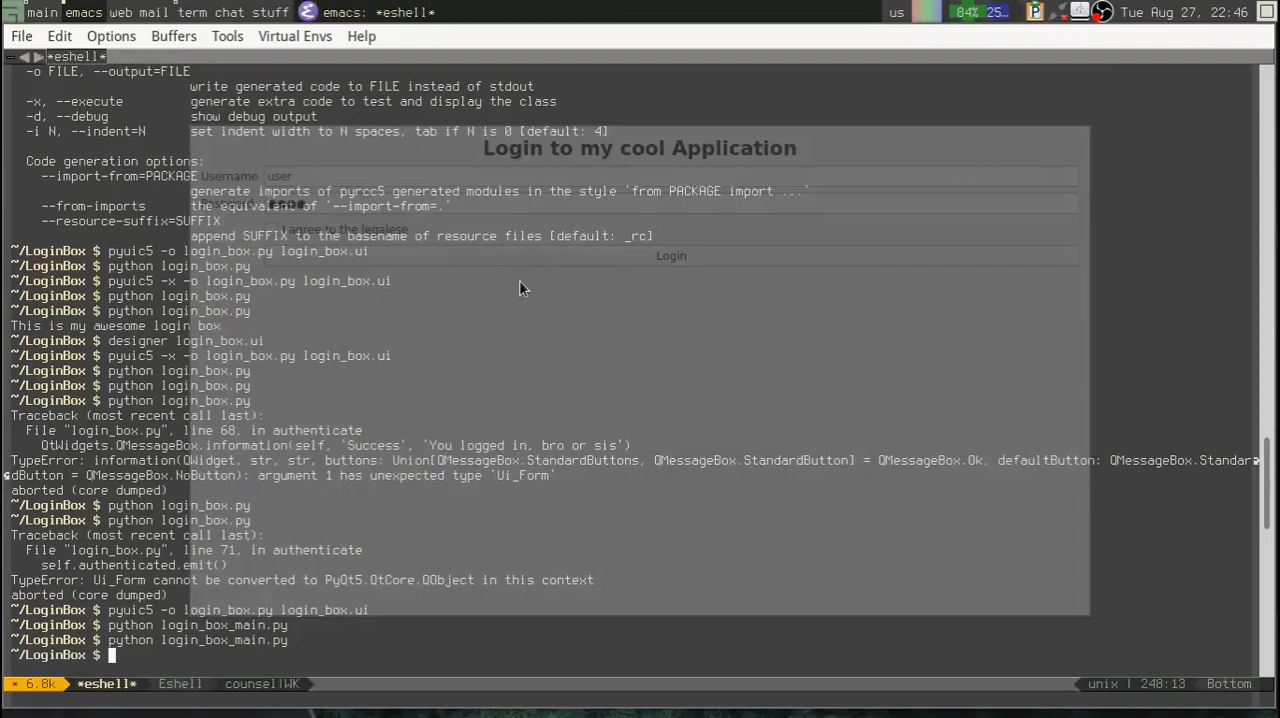 main emacs web mail term chat stuff emacs: *eshell* us 84% 25... Tue Aug 27, 22:46
File Edit Options Buffers Tools Virtual Envs Help
*eshell*
-o FILE, --output=FILE
write generated code to FILE instead of stdout
-x, --execute generate extra code to test and display the class
-d, --debug show debug output
-i N, --indent=N set indent width to N spaces, tab if N is 0 [default: 4]
Login to my cool Application
Code generation options:
--import-from=PACKAGE
Username user
generate imports of pyrcc5 generated modules in the style 'from PACKAGE import ...'
--from-imports the equivalent of '--import-from=.'
--resource-suffix=SUFFIX
I agree to the legalese
append SUFFIX to the basename of resource files [default: _rc]
~/LoginBox $ pyuic5 -o login_box.py login_box.ui
Login
~/LoginBox $ python login_box.py
~/LoginBox $ pyuic5 -x -o login_box.py login_box.ui
~/LoginBox $ python login_box.py
~/LoginBox $ python login_box.py
This is my awesome login box
~/LoginBox $ designer login_box.ui
~/LoginBox $ pyuic5 -x -o login_box.py login_box.ui
~/LoginBox $ python login_box.py
~/LoginBox $ python login_box.py
~/LoginBox $ python login_box.py
Traceback (most recent call last):
File "login_box.py", line 68, in authenticate
QtWidgets.QMessageBox.information(self, 'Success', 'You logged in, bro or sis')
TypeError: information(QWidget, str, str, buttons: Union[QMessageBox.StandardButtons, QMessageBox.StandardButton] = QMessageBox.Ok, defaultButton: QMessageBox.Standar
dButton = QMessageBox.NoButton): argument 1 has unexpected type 'Ui_Form'
aborted (core dumped)
~/LoginBox $ python login_box.py
~/LoginBox $ python login_box.py
Traceback (most recent call last):
File "login_box.py", line 71, in authenticate
self.authenticated.emit()
TypeError: Ui_Form cannot be converted to PyQt5.QtCore.QObject in this context
aborted (core dumped)
~/LoginBox $ pyuic5 -o login_box.py login_box.ui
~/LoginBox $ python login_box_main.py
~/LoginBox $ python login_box_main.py
~/LoginBox $
* 6.8k *eshell* Eshell counsel|WK unix | 248:13 Bottom